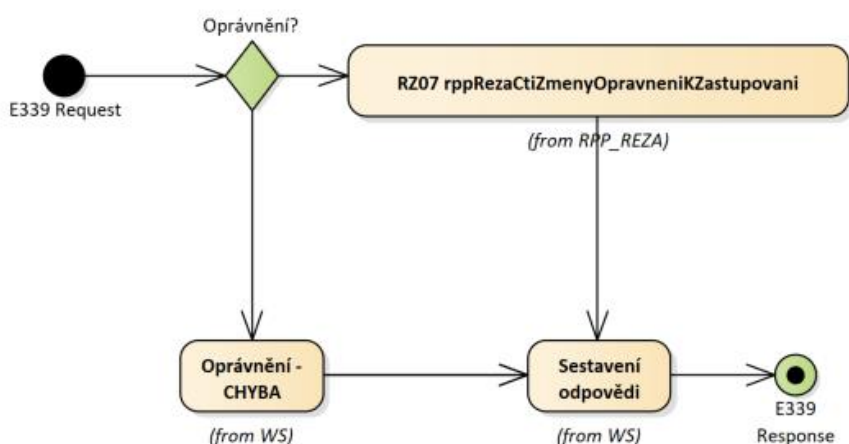 Oprávnění?
E339 Request
RZ07 rppRezaCtiZmenyOpravneniKZastupovani
(from RPP_REZA)
Oprávnění -
CHYBA
(from WS)
Sestavení
odpovědi
(from WS)
E339
Response